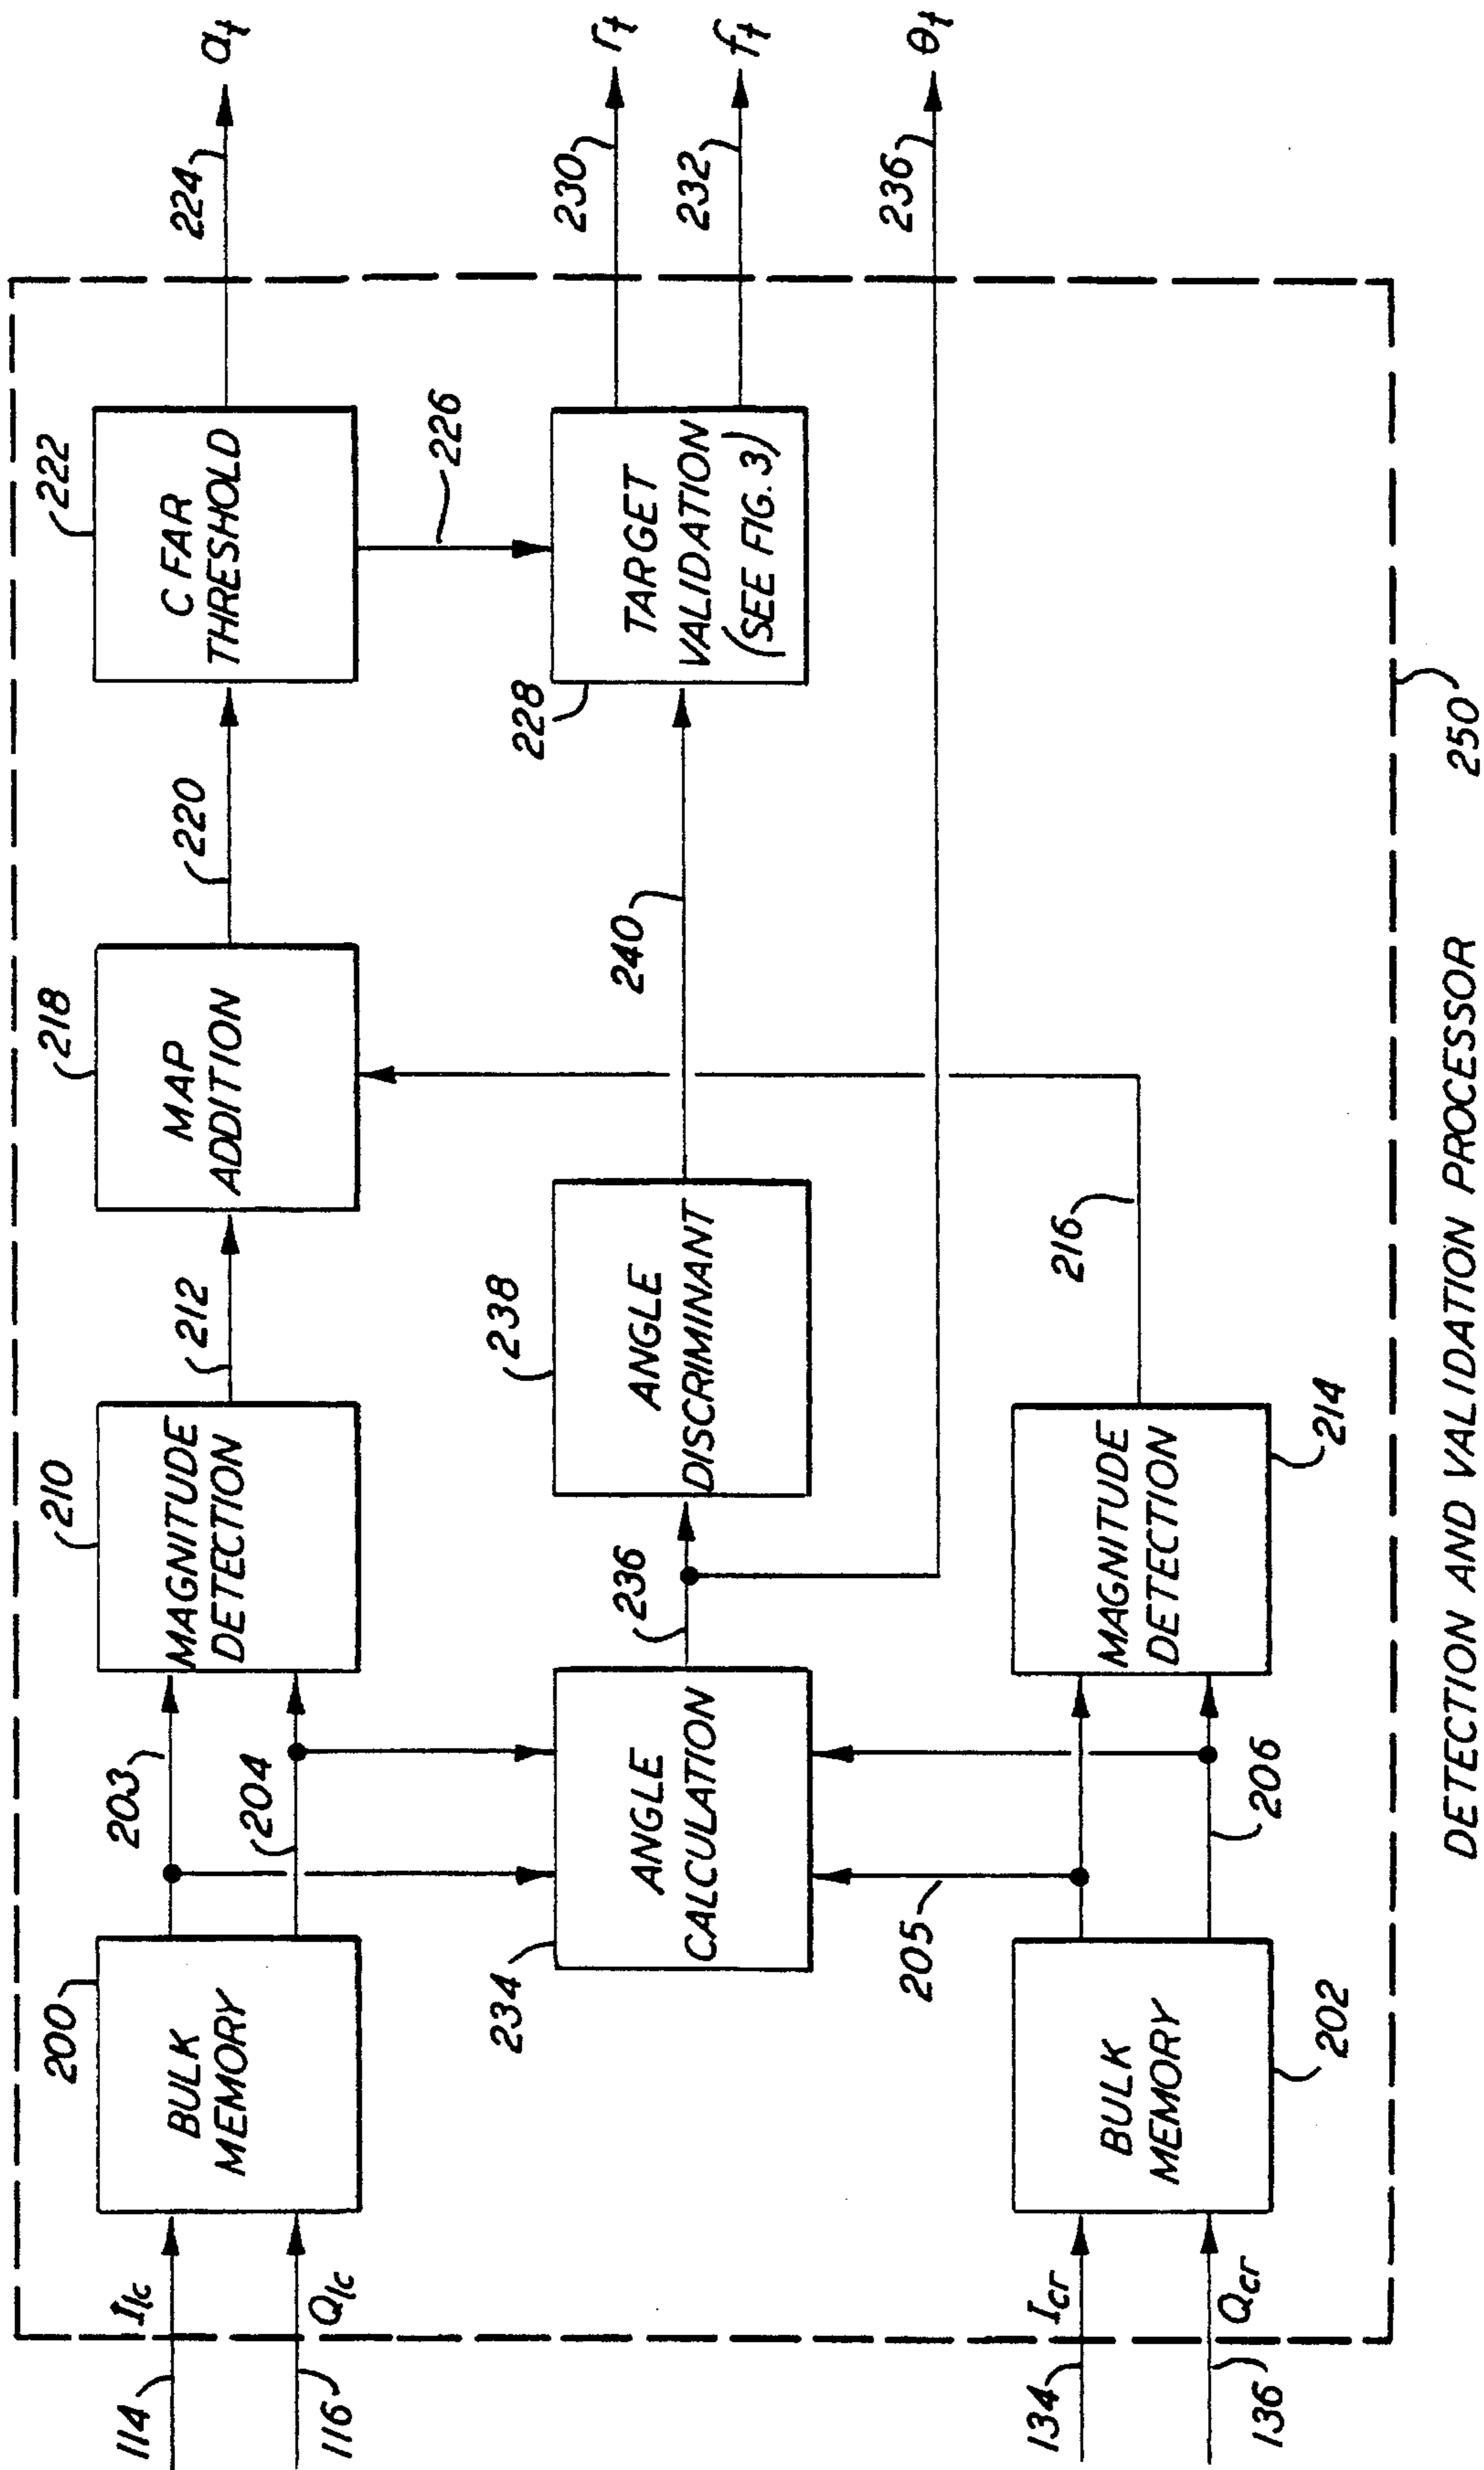 114
I_lc
200
BULK
MEMORY
203
210
MAGNITUDE
DETECTION
212
218
MAP
ADDITION
220
222
C FAR
THRESHOLD
224
a_t
116
Q_lc
204
226
234
ANGLE
CALCULATION
236
238
ANGLE
DISCRIMINANT
240
228
TARGET
VALIDATION
(SEE FIG. 3)
230
r_t
232
f_t
236
θ_t
205
134
I_cr
136
Q_cr
BULK
MEMORY
202
206
MAGNITUDE
DETECTION
214
216
250
DETECTION AND VALIDATION PROCESSOR